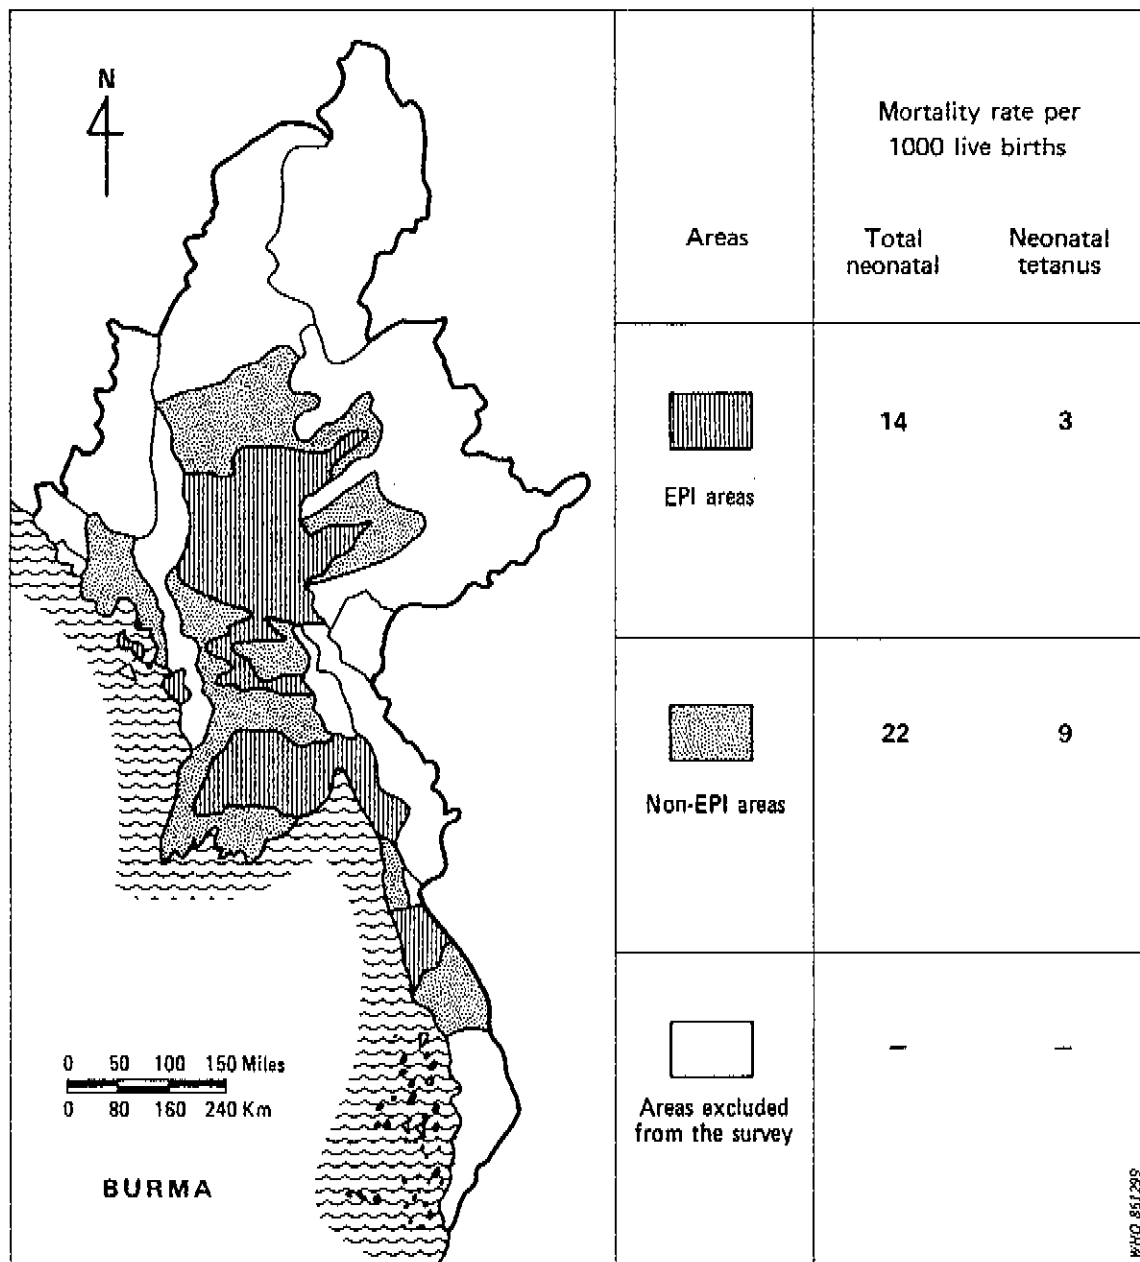 N
0 50 100 150 Miles
0 80 160 240 Km
BURMA
Mortality rate per
1000 live births
Areas
Total
neonatal
Neonatal
tetanus
EPI areas
14
3
Non-EPI areas
22
9
Areas excluded
from the survey
–
–
WHO 861299